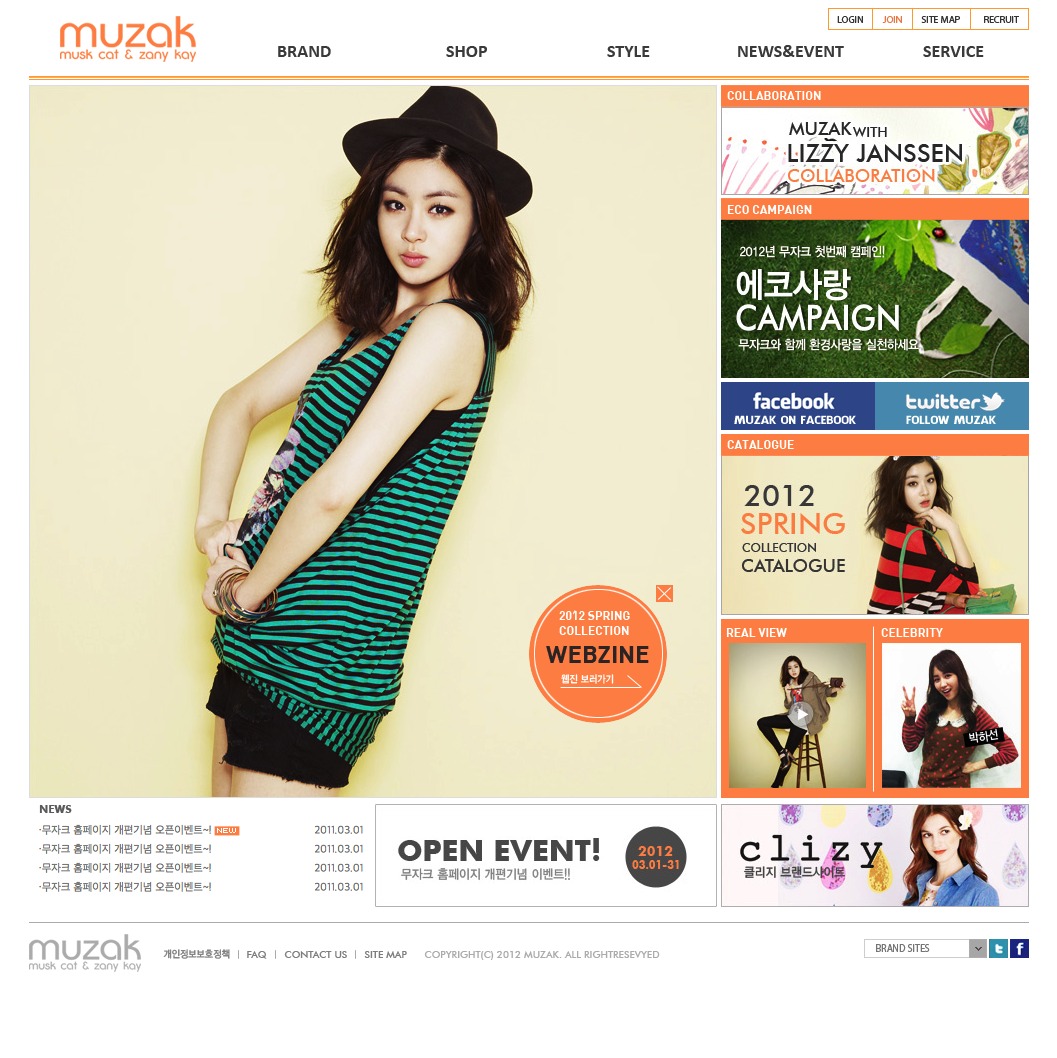 LOGIN
JOIN
SITE MAP
RECRUIT
muzak
musk cat & zany kay
BRAND
SHOP
STYLE
NEWS&EVENT
SERVICE
COLLABORATION
MUZAK WITH
LIZZY JANSSEN
COLLABORATION
ECO CAMPAIGN
2012년 무자크 첫번째 캠페인!
에코사랑
CAMPAIGN
무자크와 함께 환경사랑을 실천하세요
facebook
MUZAK ON FACEBOOK
twitter
FOLLOW MUZAK
CATALOGUE
2012
SPRING
COLLECTION
CATALOGUE
2012 SPRING
COLLECTION
WEBZINE
웹진 보러가기
REAL VIEW
CELEBRITY
박하선
NEWS
·무자크 홈페이지 개편기념 오픈이벤트~! NEW 2011.03.01
·무자크 홈페이지 개편기념 오픈이벤트~! 2011.03.01
·무자크 홈페이지 개편기념 오픈이벤트~! 2011.03.01
·무자크 홈페이지 개편기념 오픈이벤트~! 2011.03.01
OPEN EVENT!
무자크 홈페이지 개편기념 이벤트!!
2012
03.01-31
clizy
클리지 브랜드사이트
muzak
musk cat & zany kay
개인정보보호정책 | FAQ | CONTACT US | SITE MAP
COPYRIGHT(C) 2012 MUZAK. ALL RIGHTRESEVYED
BRAND SITES
t
f